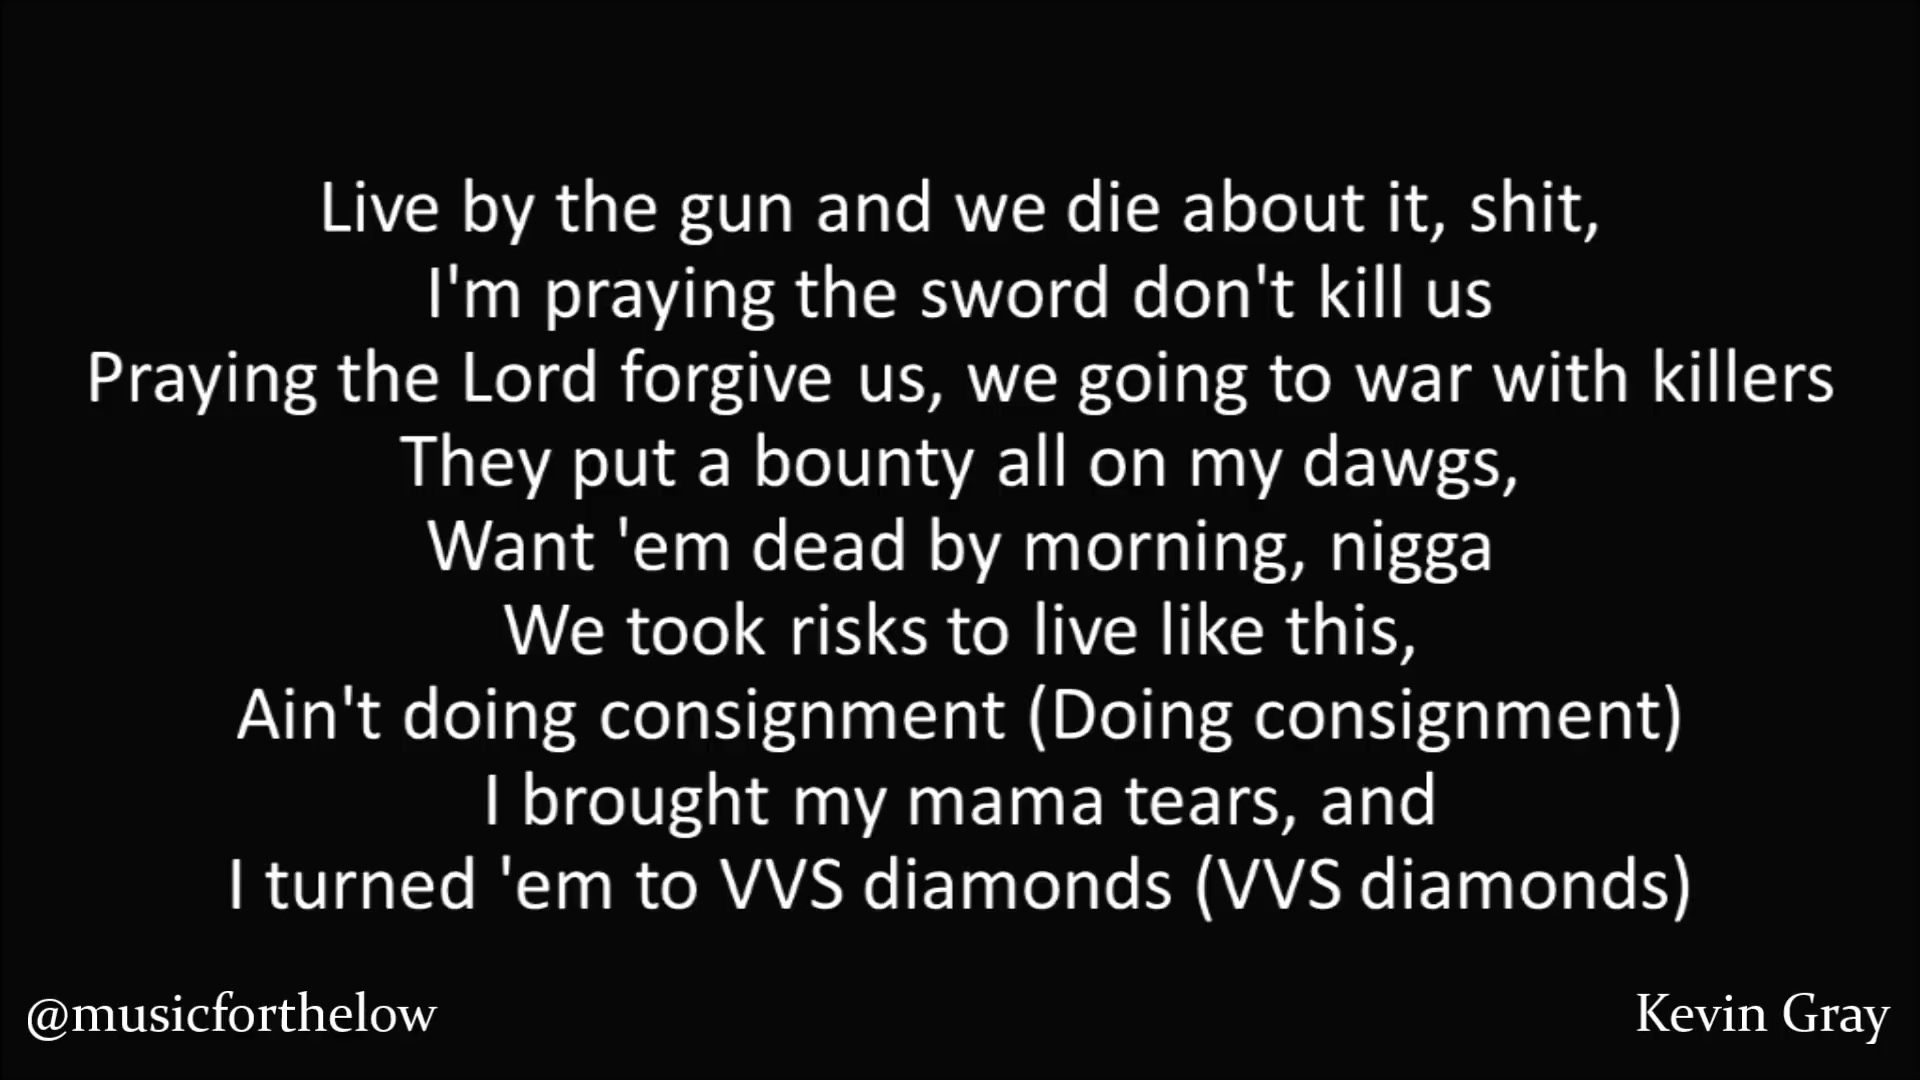 Live by the gun and we die about it, shit,
I'm praying the sword don't kill us
Praying the Lord forgive us, we going to war with killers
They put a bounty all on my dawgs,
Want 'em dead by morning, nigga
We took risks to live like this,
Ain't doing consignment (Doing consignment)
I brought my mama tears, and
I turned 'em to VVS diamonds (VVS diamonds)
@musicforthelow
Kevin Gray